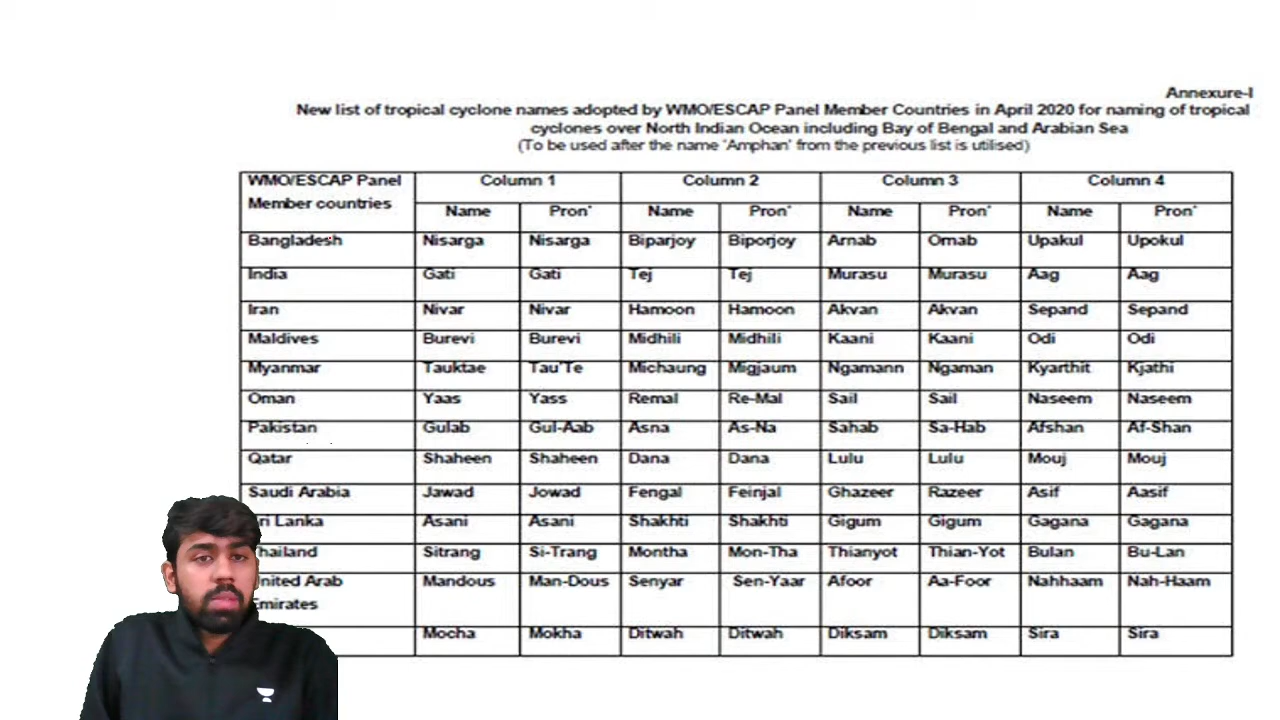 Annexure-I
New list of tropical cyclone names adopted by WMO/ESCAP Panel Member Countries in April 2020 for naming of tropical
cyclones over North Indian Ocean including Bay of Bengal and Arabian Sea
(To be used after the name 'Amphan' from the previous list is utilised)
WMO/ESCAP Panel Member countries Column 1 Column 2 Column 3 Column 4
Name Pron* Name Pron* Name Pron* Name Pron*
Bangladesh Nisarga Nisarga Biparjoy Biporjoy Arnab Ornab Upakul Upokul
India Gati Gati Tej Tej Murasu Murasu Aag Aag
Iran Nivar Nivar Hamoon Hamoon Akvan Akvan Sepand Sepand
Maldives Burevi Burevi Midhili Midhili Kaani Kaani Odi Odi
Myanmar Tauktae Tau'Te Michaung Migjaum Ngamann Ngaman Kyarthit Kjathi
Oman Yaas Yass Remal Re-Mal Sail Sail Naseem Naseem
Pakistan Gulab Gul-Aab Asna As-Na Sahab Sa-Hab Afshan Af-Shan
Qatar Shaheen Shaheen Dana Dana Lulu Lulu Mouj Mouj
Saudi Arabia Jawad Jowad Fengal Feinjal Ghazeer Razeer Asif Aasif
Sri Lanka Asani Asani Shakhti Shakhti Gigum Gigum Gagana Gagana
Thailand Sitrang Si-Trang Montha Mon-Tha Thianyot Thian-Yot Bulan Bu-Lan
United Arab Emirates Mandous Man-Dous Senyar Sen-Yaar Afoor Aa-Foor Nahhaam Nah-Haam
Mocha Mokha Ditwah Ditwah Diksam Diksam Sira Sira